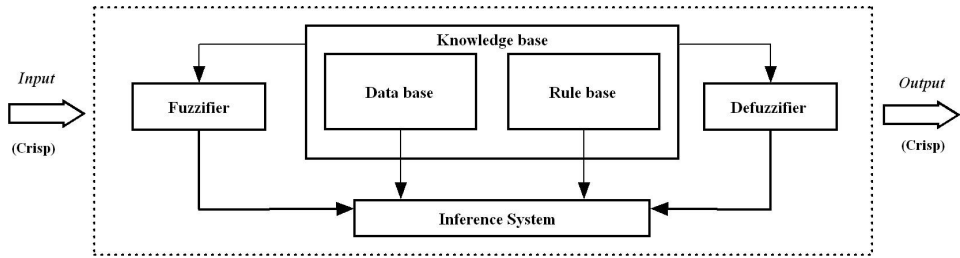 Knowledge base
Input
Output
Data base
Rule base
Fuzzifier
Defuzzifier
(Crisp)
(Crisp)
Inference System